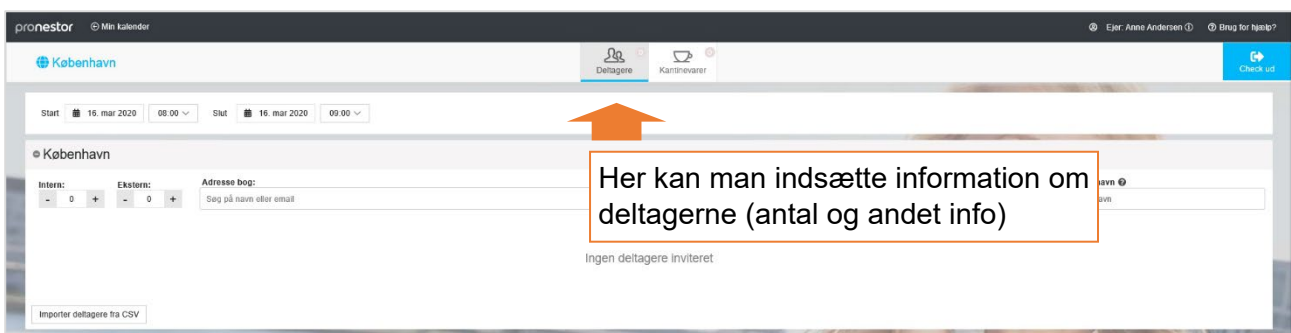 pronestor Min kalender Ejer: Anne Andersen Brug for hjælp?
København Deltagere Kantinevarer Check ud
Start 16. mar 2020 08:00 Slut 16. mar 2020 09:00
København
Intern: Ekstern: Adresse bog:
- 0 + - 0 + Søg på navn eller email
Her kan man indsætte information om
deltagerne (antal og andet info)
Ingen deltagere inviteret
Importer deltagere fra CSV